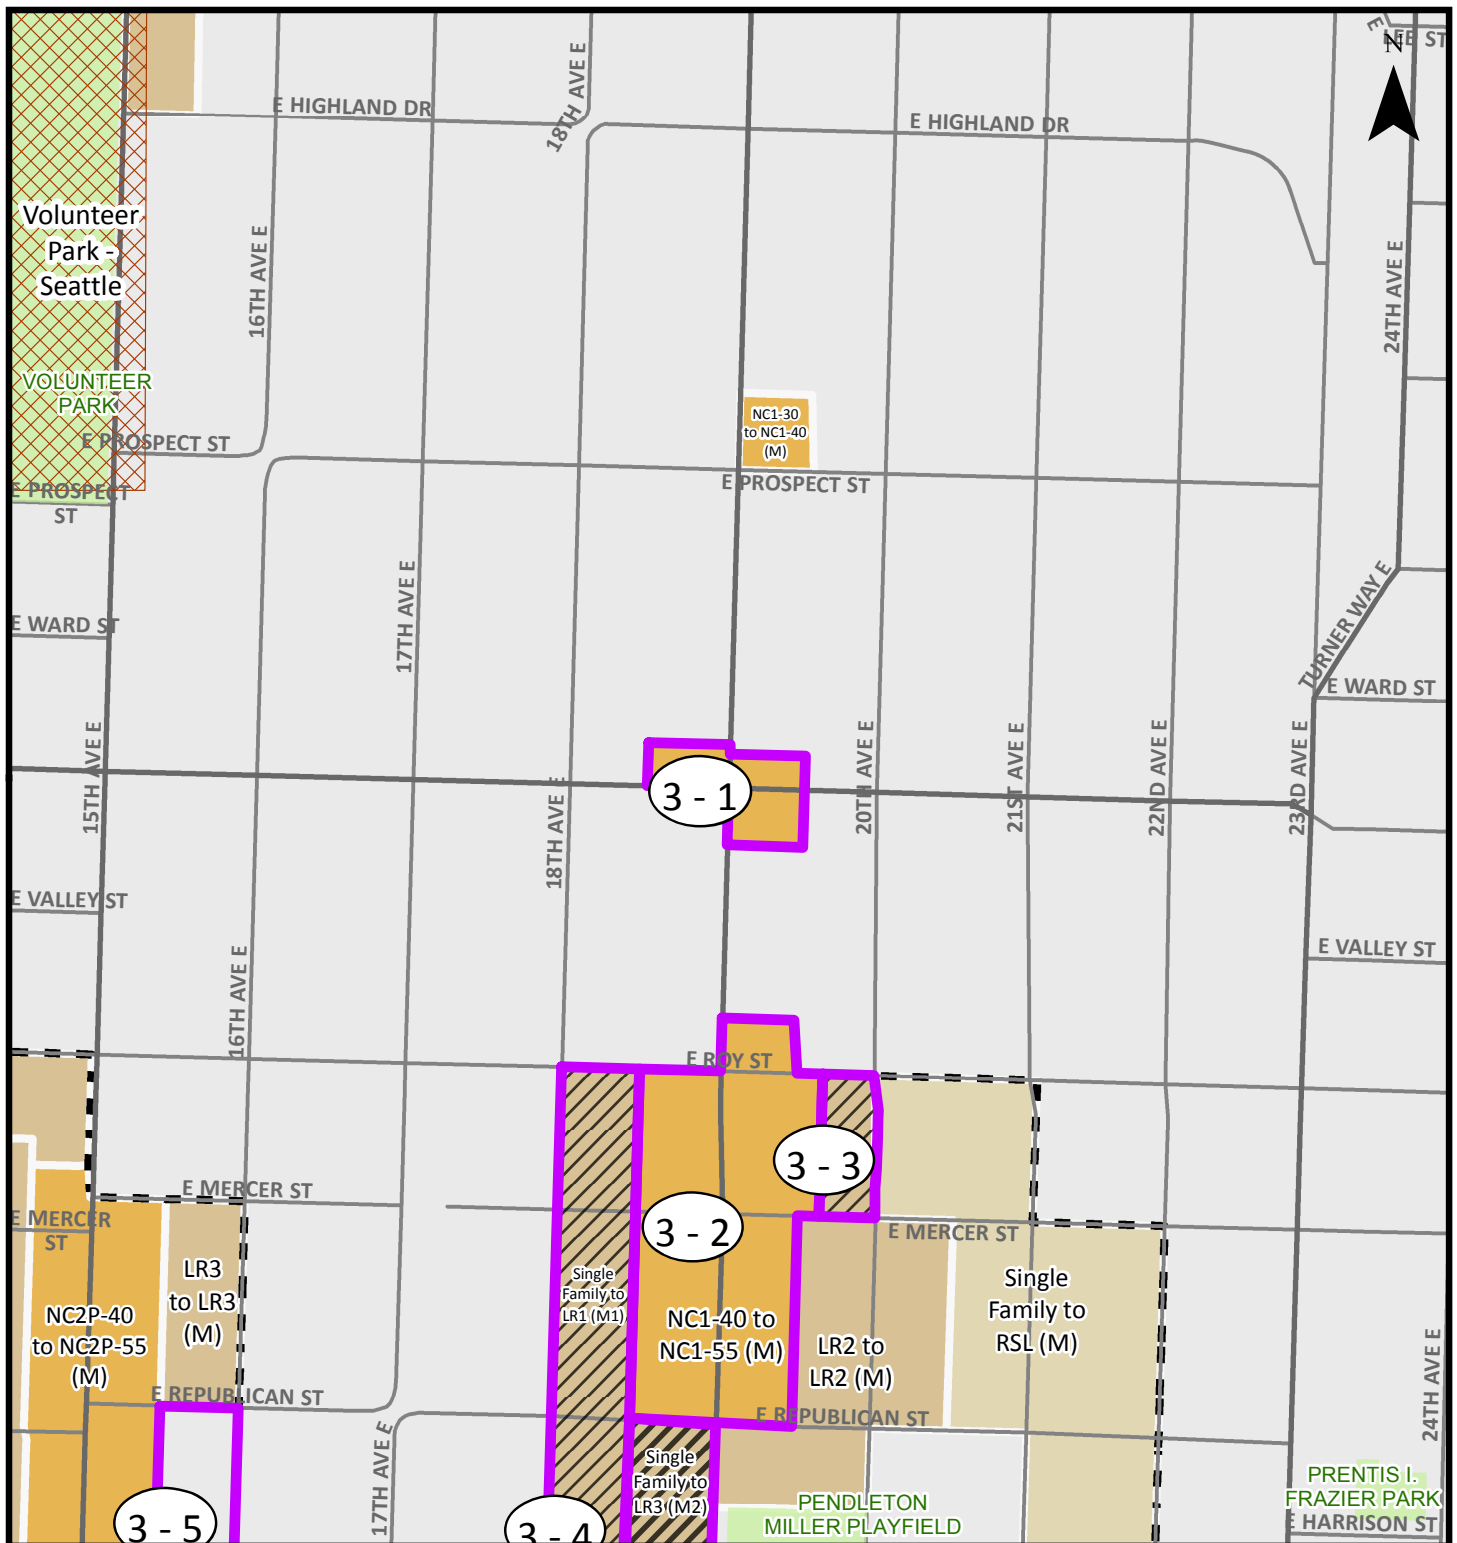 E LEE ST
N
18TH AVE E
E HIGHLAND DR
E HIGHLAND DR
Volunteer
Park -
Seattle
16TH AVE E
24TH AVE E
VOLUNTEER
PARK
NC1-30
to NC1-40
(M)
E PROSPECT ST
E PROSPECT ST
E PROSPECT
ST
17TH AVE E
TURNER WAY E
E WARD ST
E WARD ST
15TH AVE E
18TH AVE E
20TH AVE E
21ST AVE E
22ND AVE E
23RD AVE E
3 - 1
E VALLEY ST
E VALLEY ST
16TH AVE E
E ROY ST
3 - 3
E MERCER ST
E MERCER
ST
3 - 2
E MERCER ST
LR3
to LR3
(M)
Single
Family to
LR1 (M1)
Single
Family to
RSL (M)
NC2P-40
to NC2P-55
(M)
NC1-40 to
NC1-55 (M)
LR2 to
LR2 (M)
24TH AVE E
E REPUBLICAN ST
E REPUBLICAN ST
17TH AVE E
Single
Family to
LR3 (M2)
PRENTIS I.
FRAZIER PARK
PENDLETON
MILLER PLAYFIELD
E HARRISON ST
3 - 5
3 - 4